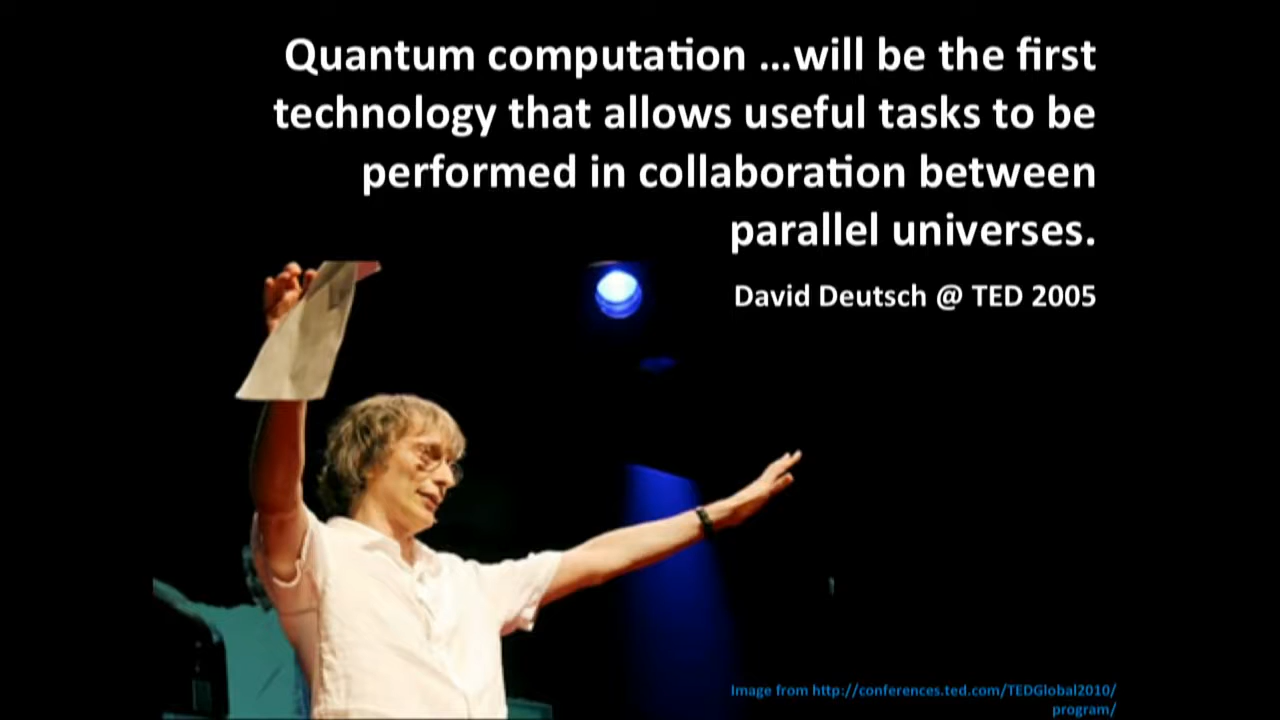 Quantum computation ...will be the first
technology that allows useful tasks to be
performed in collaboration between
parallel universes.
David Deutsch @ TED 2005
Image from http://conferences.ted.com/TEDGlobal2010/
program/